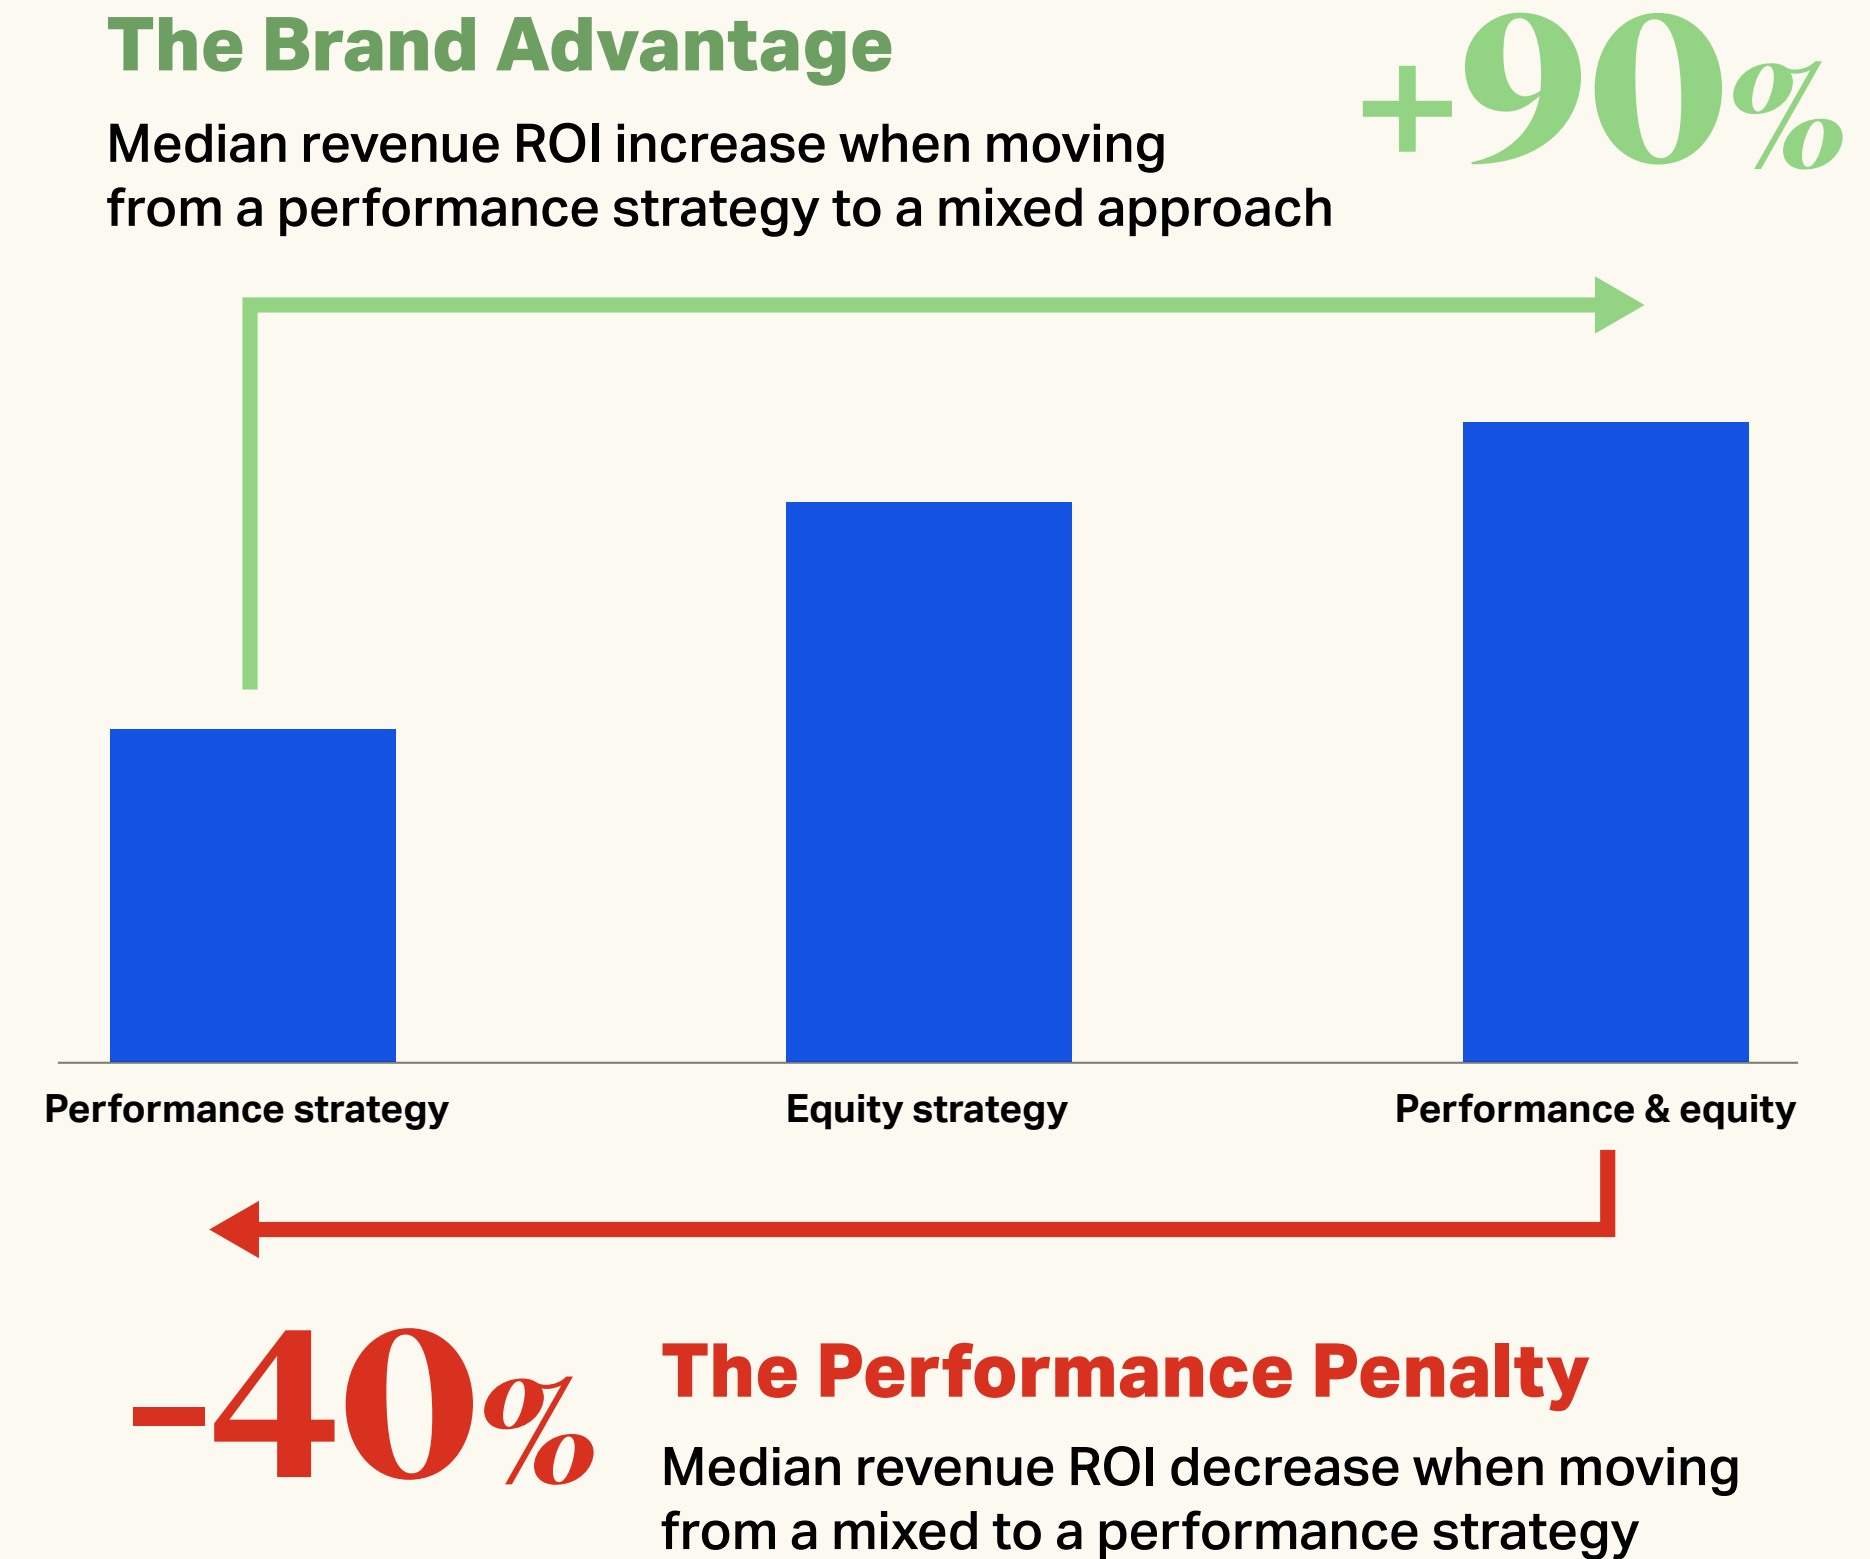 The Brand Advantage
+90%
Median revenue ROI increase when moving
from a performance strategy to a mixed approach
Performance strategy
Equity strategy
Performance & equity
–40%
The Performance Penalty
Median revenue ROI decrease when moving
from a mixed to a performance strategy